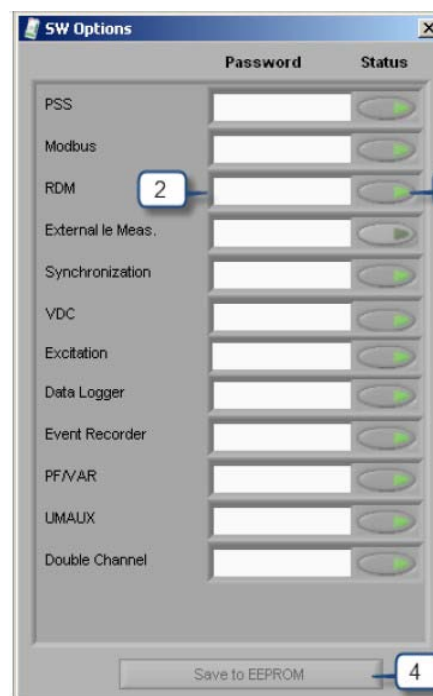 SW Options
Password Status
PSS
Modbus
RDM 2
External Ie Meas.
Synchronization
VDC
Excitation
Data Logger
Event Recorder
PF/VAR
UMAUX
Double Channel
Save to EEPROM 4